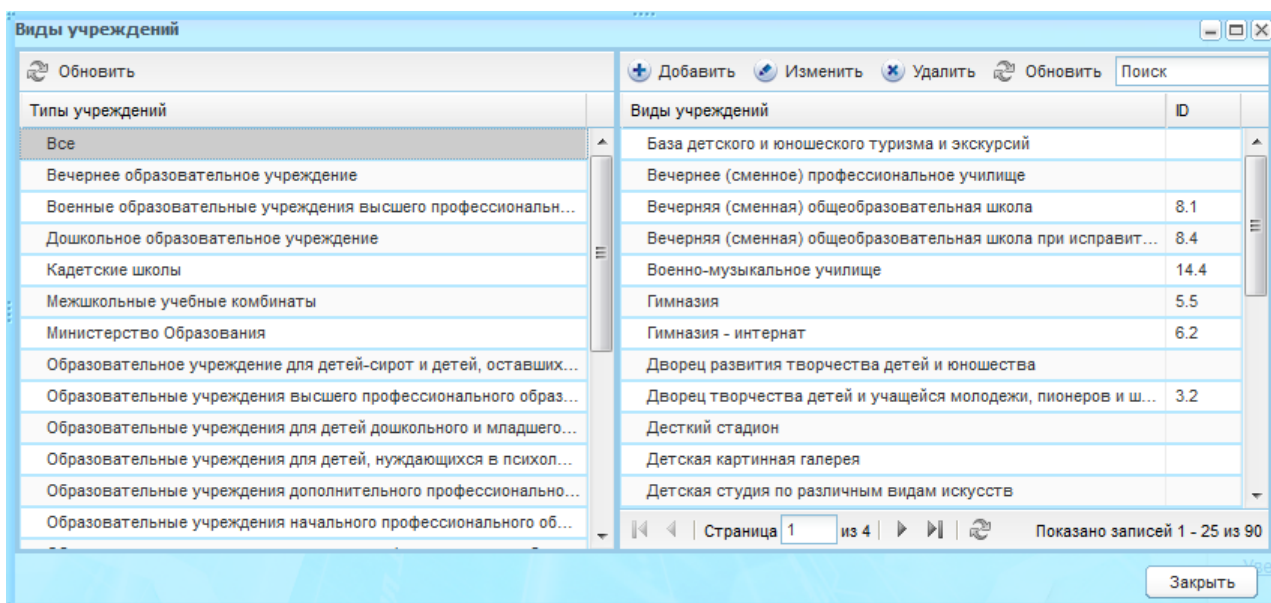 Виды учреждений
Обновить
Типы учреждений
Все
Вечернее образовательное учреждение
Военные образовательные учреждения высшего профессиональн...
Дошкольное образовательное учреждение
Кадетские школы
Межшкольные учебные комбинаты
Министерство Образования
Образовательное учреждение для детей-сирот и детей, оставших...
Образовательные учреждения высшего профессионального образ...
Образовательные учреждения для детей дошкольного и младшего...
Образовательные учреждения для детей, нуждающихся в психол...
Образовательные учреждения дополнительного профессионально...
Образовательные учреждения начального профессионального об...
Добавить Изменить Удалить Обновить Поиск
Виды учреждений ID
База детского и юношеского туризма и экскурсий
Вечернее (сменное) профессиональное училище
Вечерняя (сменная) общеобразовательная школа 8.1
Вечерняя (сменная) общеобразовательная школа при исправит... 8.4
Военно-музыкальное училище 14.4
Гимназия 5.5
Гимназия - интернат 6.2
Дворец развития творчества детей и юношества
Дворец творчества детей и учащейся молодежи, пионеров и ш... 3.2
Десткий стадион
Детская картинная галерея
Детская студия по различным видам искусств
Страница 1 из 4 Показано записей 1 - 25 из 90
Закрыть